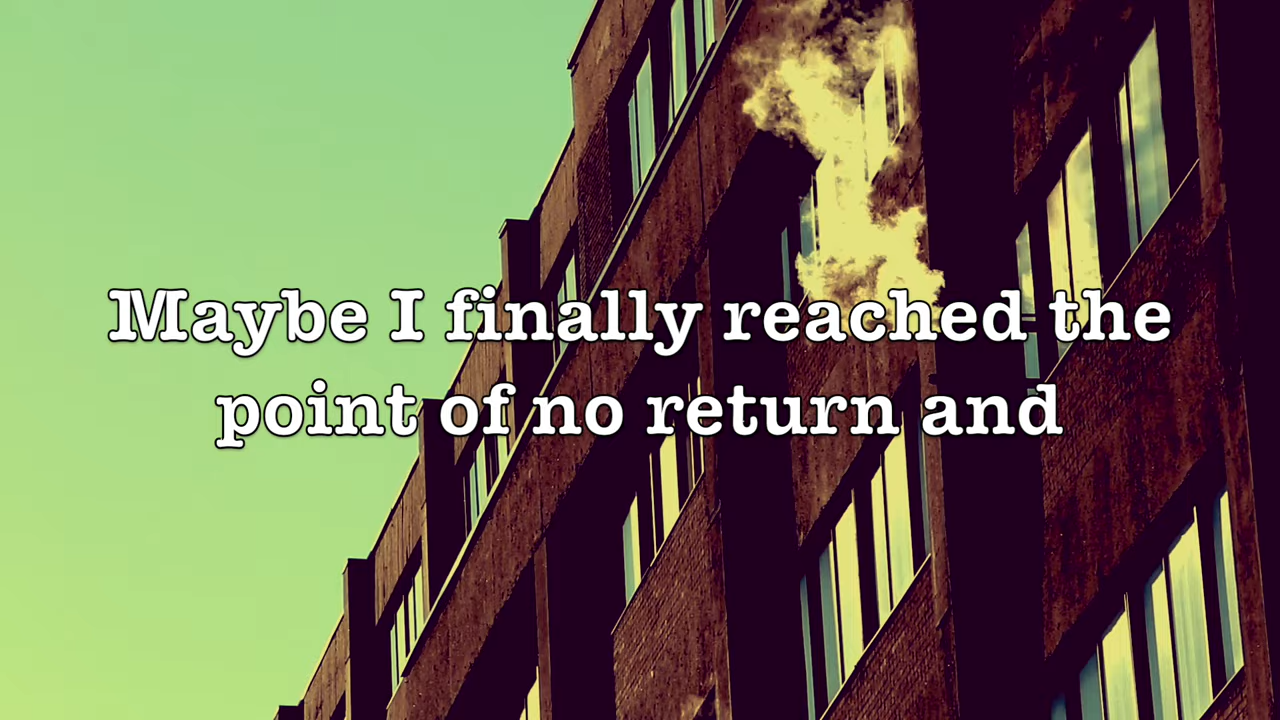 Maybe I finally reached the
point of no return and